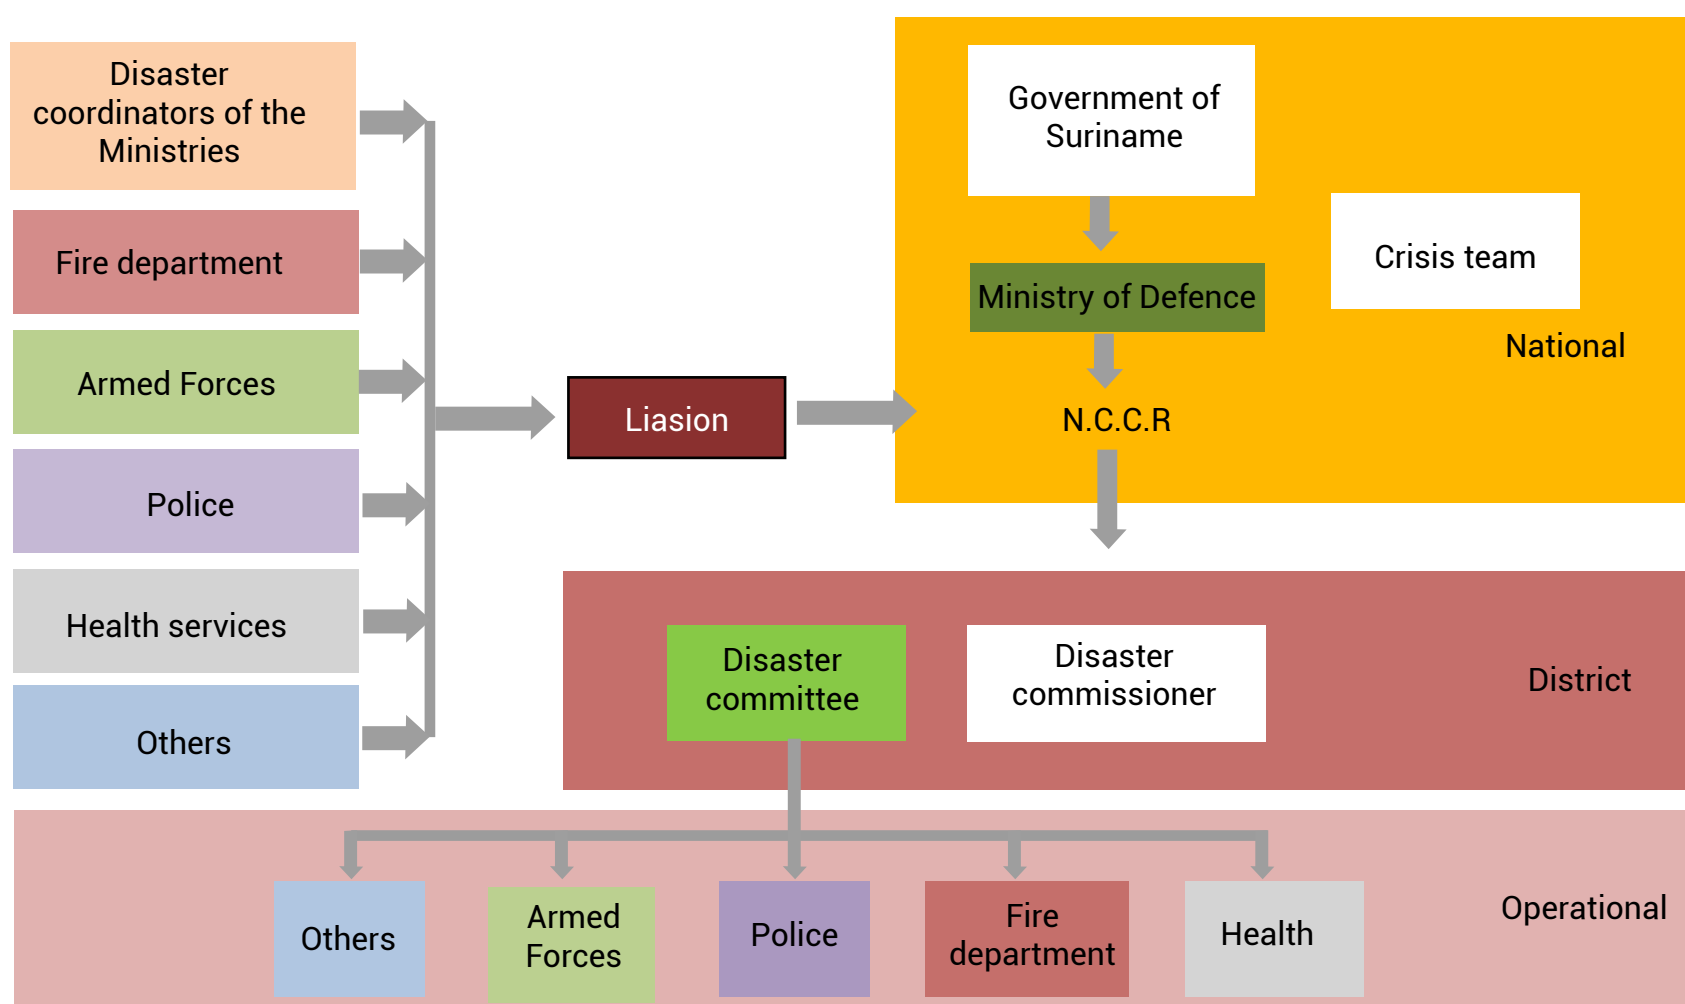 Disaster
coordinators of the
Ministries
Fire department
Armed Forces
Police
Health services
Others
Liasion
Government of
Suriname
Crisis team
Ministry of Defence
National
N.C.C.R
Disaster
committee
Disaster
commissioner
District
Others
Armed
Forces
Police
Fire
department
Health
Operational